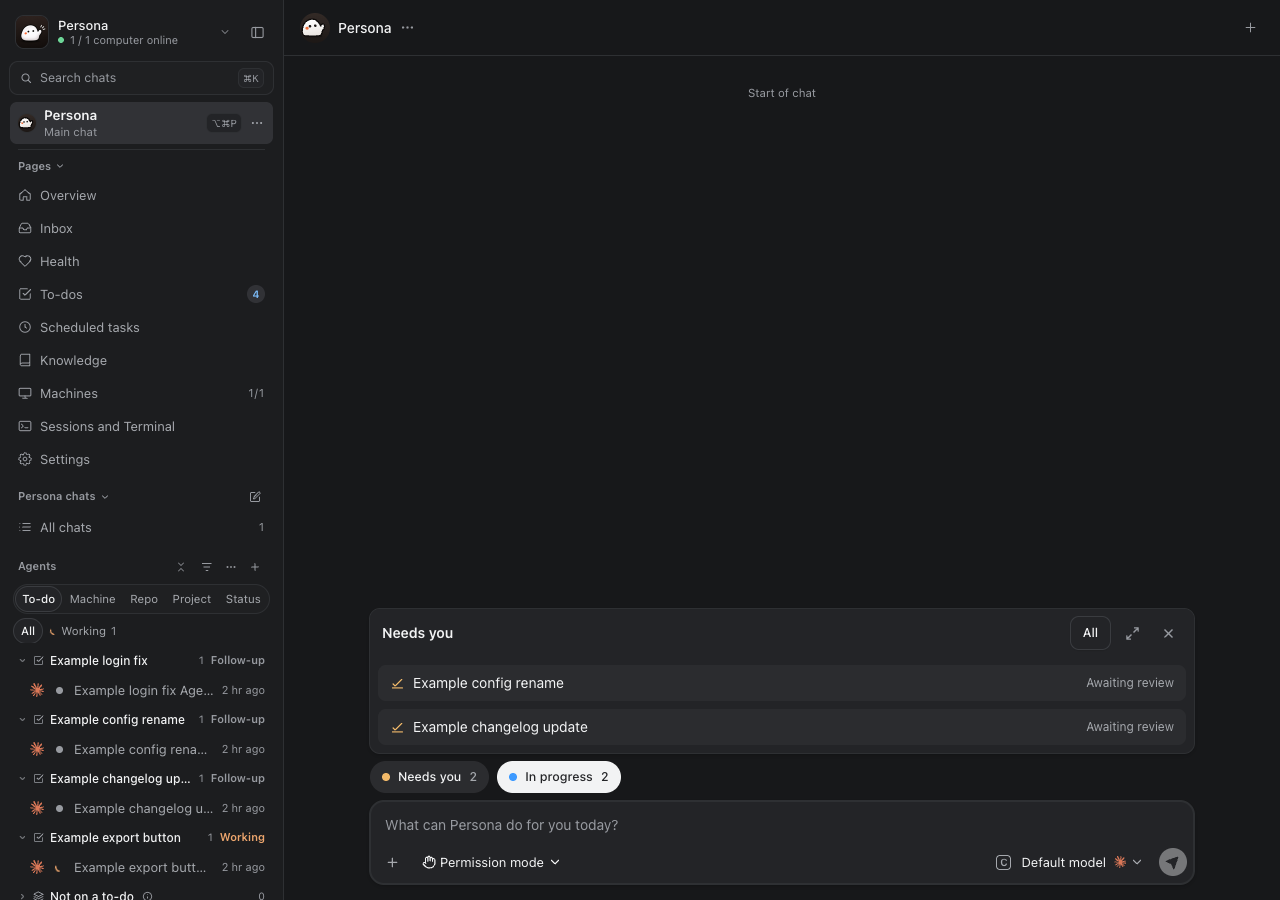 Persona
1 / 1 computer online
Search chats
⌘K
Persona
Main chat
⌥⌘P
Pages
Overview
Inbox
Health
To-dos
4
Scheduled tasks
Knowledge
Machines
1/1
Sessions and Terminal
Settings
Persona chats
All chats
1
Agents
To-do Machine Repo Project Status
All Working 1
Example login fix 1 Follow-up
Example login fix Age... 2 hr ago
Example config rename 1 Follow-up
Example config rena... 2 hr ago
Example changelog up... 1 Follow-up
Example changelog u... 2 hr ago
Example export button 1 Working
Example export butt... 2 hr ago
Not on a to-do 0
Persona
Start of chat
Needs you
All
Example config rename Awaiting review
Example changelog update Awaiting review
Needs you 2 In progress 2
What can Persona do for you today?
Permission mode
C Default model